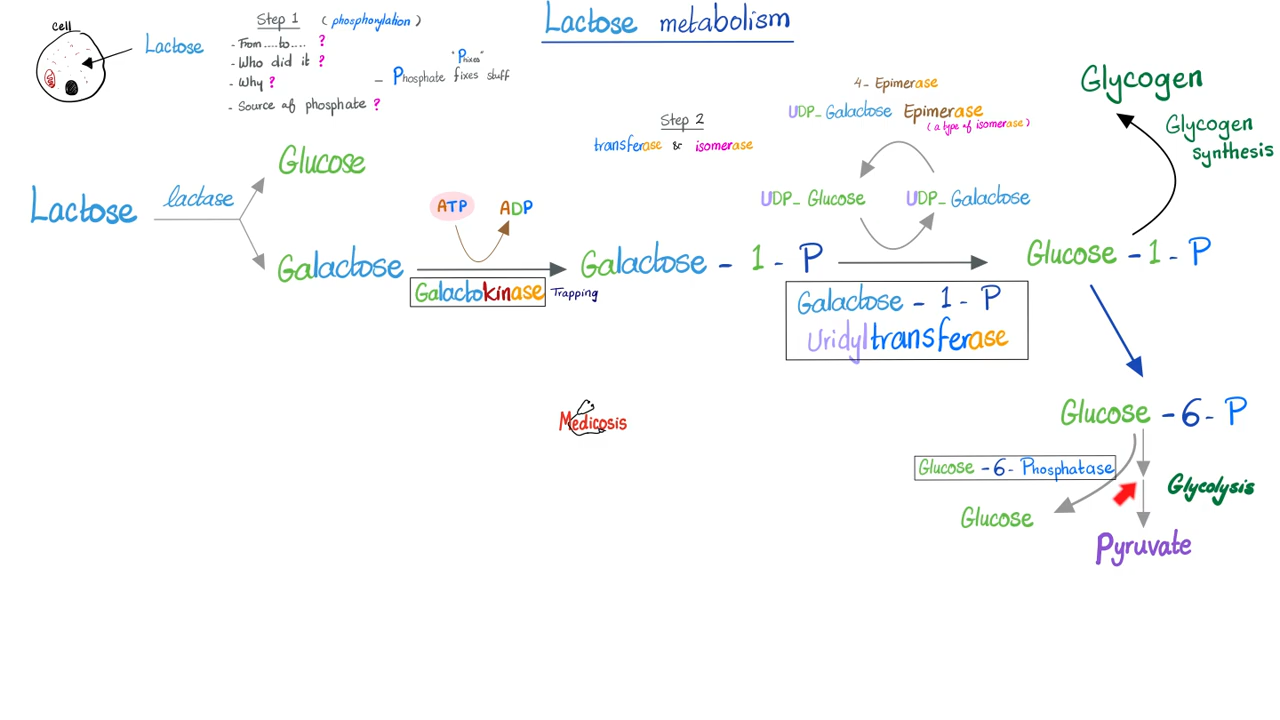 Lactose metabolism
cell
Lactose
Step 1 (phosphorylation)
- From....to.... ?
- Who did it ?
- Why ?
- Source of phosphate ?
"Phixes"
- Phosphate fixes stuff
Step 2
transferase & isomerase
4- Epimerase
UDP- Galactose Epimerase
(a type of isomerase)
UDP- Glucose
UDP- Galactose
Glycogen
Glycogen
synthesis
Lactose
lactase
Glucose
Galactose
ATP
ADP
Galactokinase
Trapping
Galactose - 1 - P
Galactose - 1 - P
Uridyltransferase
Glucose - 1 - P
Glucose - 6 - P
Glucose - 6 - Phosphatase
Glucose
Glycolysis
Pyruvate
Medicosis